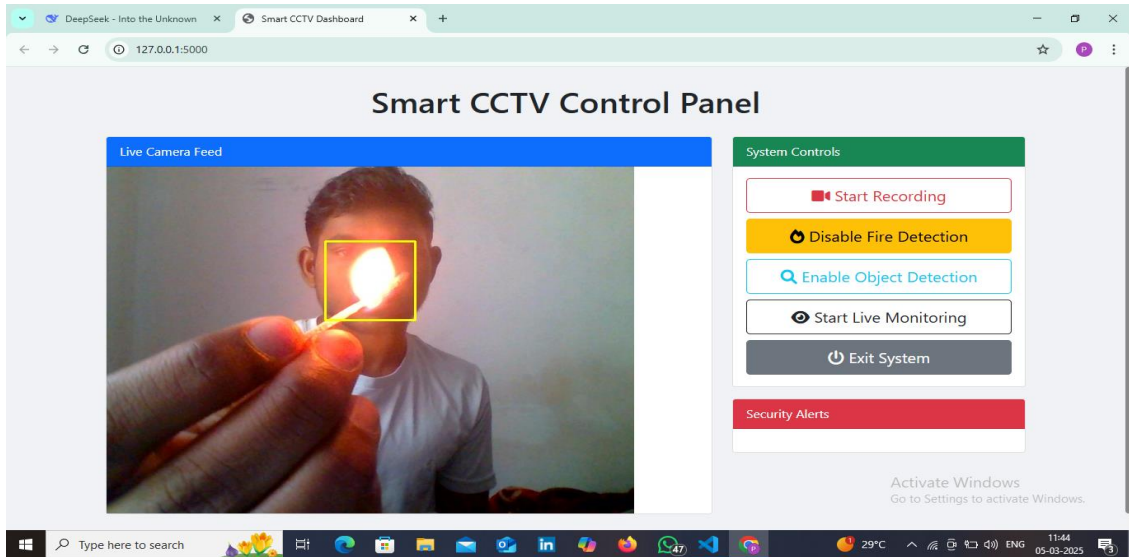 DeepSeek - Into the Unknown
Smart CCTV Dashboard
127.0.0.1:5000
P
Smart CCTV Control Panel
Live Camera Feed
System Controls
Start Recording
Disable Fire Detection
Enable Object Detection
Start Live Monitoring
Exit System
Security Alerts
Activate Windows
Go to Settings to activate Windows.
Type here to search
in
47
29°C
ENG
11:44
05-03-2025
3